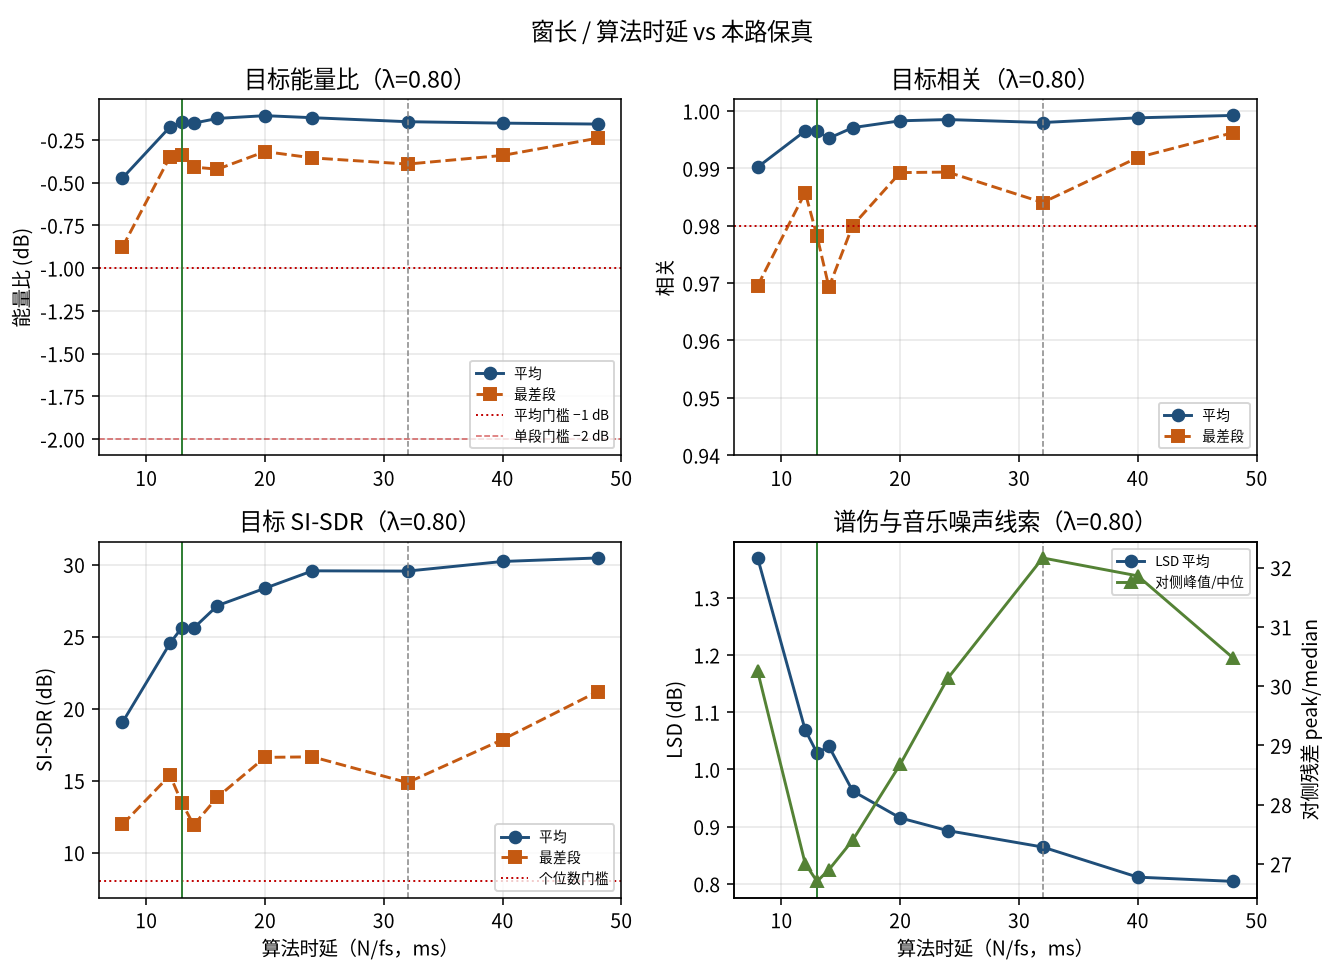 窗长 / 算法时延 vs 本路保真
目标能量比（λ=0.80）
能量比 (dB)
-0.25
-0.50
-0.75
-1.00
-1.25
-1.50
-1.75
-2.00
10
20
30
40
50
平均
最差段
平均门槛 −1 dB
单段门槛 −2 dB
目标相关（λ=0.80）
相关
1.00
0.99
0.98
0.97
0.96
0.95
0.94
10
20
30
40
50
平均
最差段
目标 SI-SDR（λ=0.80）
SI-SDR (dB)
30
25
20
15
10
10
20
30
40
50
平均
最差段
个位数门槛
算法时延（N/fs，ms）
谱伤与音乐噪声线索（λ=0.80）
LSD (dB)
1.3
1.2
1.1
1.0
0.9
0.8
LSD 平均
对侧峰值/中位
32
31
30
29
28
27
对侧残差 peak/median
10
20
30
40
50
算法时延（N/fs，ms）